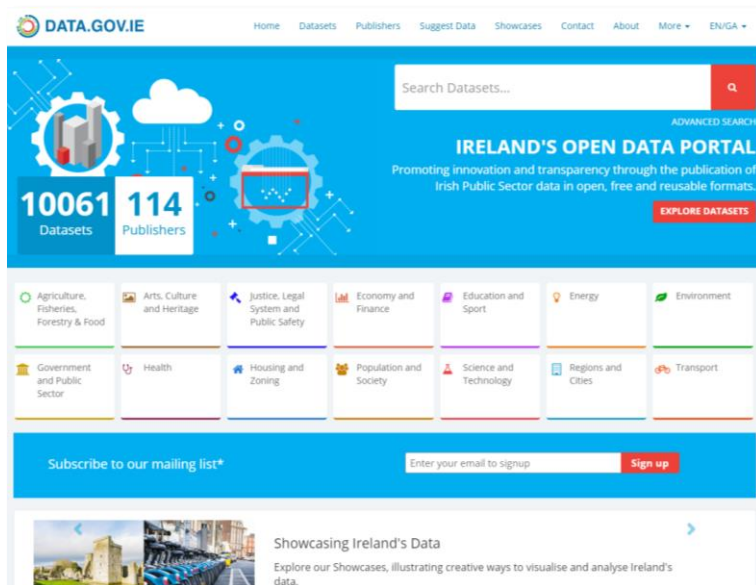 DATA.GOV.IE
Home Datasets Publishers Suggest Data Showcases Contact About More EN/GA
Search Datasets...
ADVANCED SEARCH
IRELAND'S OPEN DATA PORTAL
Promoting innovation and transparency through the publication of
Irish Public Sector data in open, free and reusable formats.
EXPLORE DATASETS
10061 114
Datasets Publishers
Agriculture,
Fisheries,
Forestry & Food
Arts, Culture
and Heritage
Justice, Legal
System and
Public Safety
Economy and
Finance
Education and
Sport
Energy
Environment
Government
and Public
Sector
Health
Housing and
Zoning
Population and
Society
Science and
Technology
Regions and
Cities
Transport
Subscribe to our mailing list*
Enter your email to signup
Sign up
Showcasing Ireland's Data
Explore our Showcases, illustrating creative ways to visualise and analyse Ireland's
data.